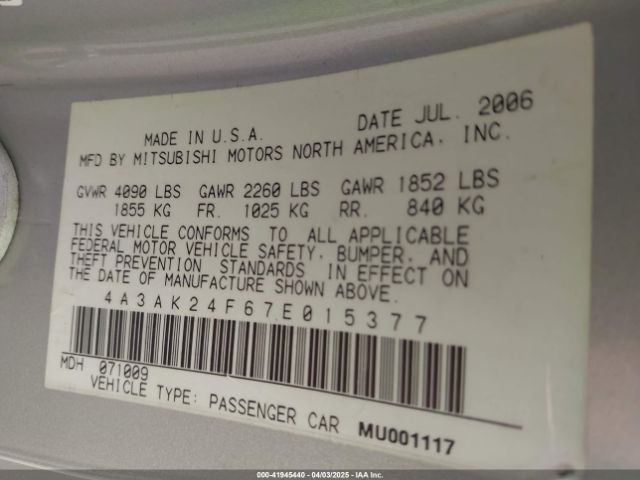 DATE JUL. 2006
MADE IN U.S.A.
MFD BY MITSUBISHI MOTORS NORTH AMERICA, INC.
GVWR 4090 LBS GAWR 2260 LBS GAWR 1852 LBS
1855 KG FR. 1025 KG RR. 840 KG
THIS VEHICLE CONFORMS TO ALL APPLICABLE
FEDERAL MOTOR VEHICLE SAFETY, BUMPER, AND
THEFT PREVENTION STANDARDS IN EFFECT ON
THE DATE OF MANUFACTURE SHOWN ABOVE.
4A3AK24F67E015377
MDH 071009
VEHICLE TYPE: PASSENGER CAR MU001117
000-41945440 - 04/03/2025 - IAA Inc.